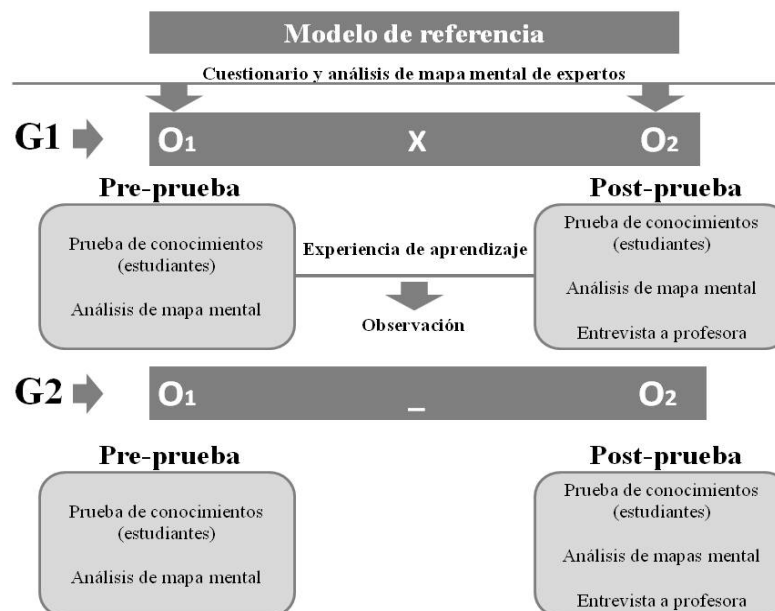 Modelo de referencia
Cuestionario y análisis de mapa mental de expertos
G1
O1 X O2
Pre-prueba
Prueba de conocimientos
(estudiantes)
Análisis de mapa mental
Experiencia de aprendizaje
Observación
Post-prueba
Prueba de conocimientos
(estudiantes)
Análisis de mapa mental
Entrevista a profesora
G2
O1 _ O2
Pre-prueba
Prueba de conocimientos
(estudiantes)
Análisis de mapa mental
Post-prueba
Prueba de conocimientos
(estudiantes)
Análisis de mapas mental
Entrevista a profesora